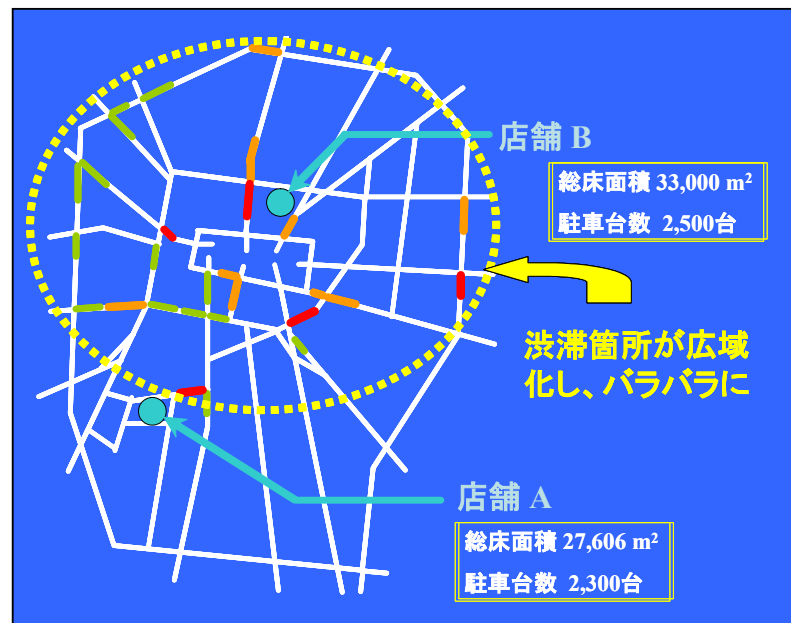 店舗 B
総床面積 33,000 m²
駐車台数 2,500台
渋滞箇所が広域
化し、バラバラに
店舗 A
総床面積 27,606 m²
駐車台数 2,300台